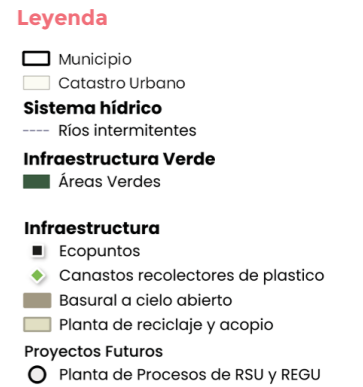 Leyenda
Municipio
Catastro Urbano
Sistema hídrico
Ríos intermitentes
Infraestructura Verde
Áreas Verdes
Infraestructura
Ecopuntos
Canastos recolectores de plastico
Basural a cielo abierto
Planta de reciclaje y acopio
Proyectos Futuros
Planta de Procesos de RSU y REGU